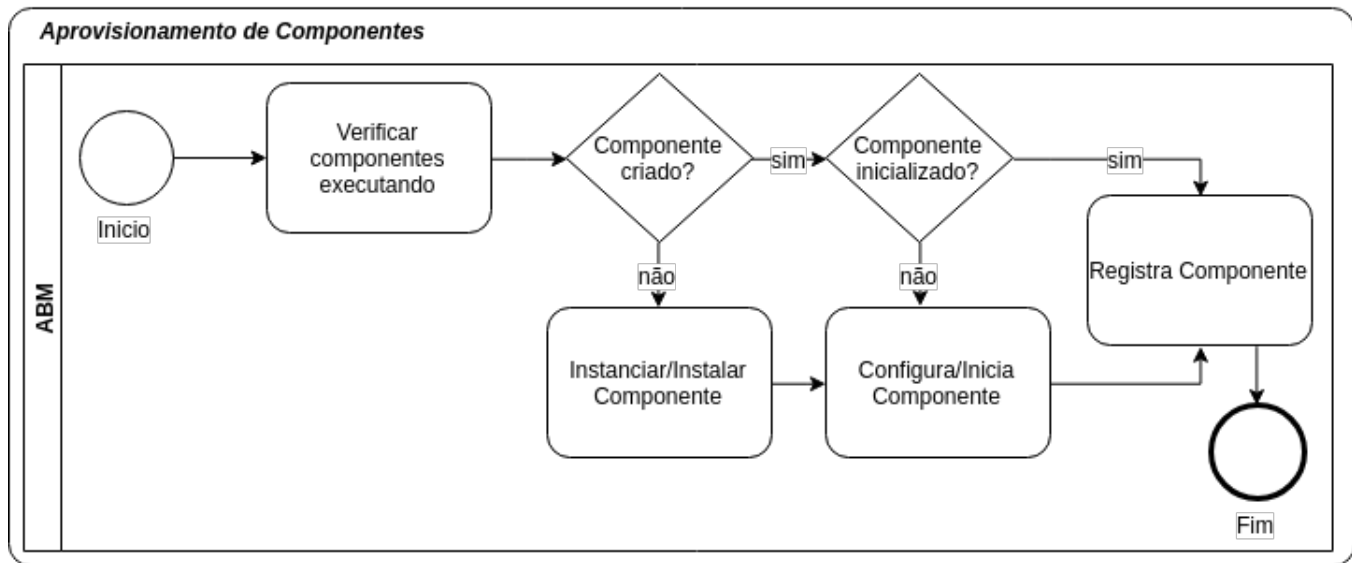 Aprovisionamento de Componentes
ABM
Inicio
Verificar
componentes
executando
Componente
criado?
sim
Componente
inicializado?
sim
não
não
Registra Componente
Instanciar/Instalar
Componente
Configura/Inicia
Componente
Fim